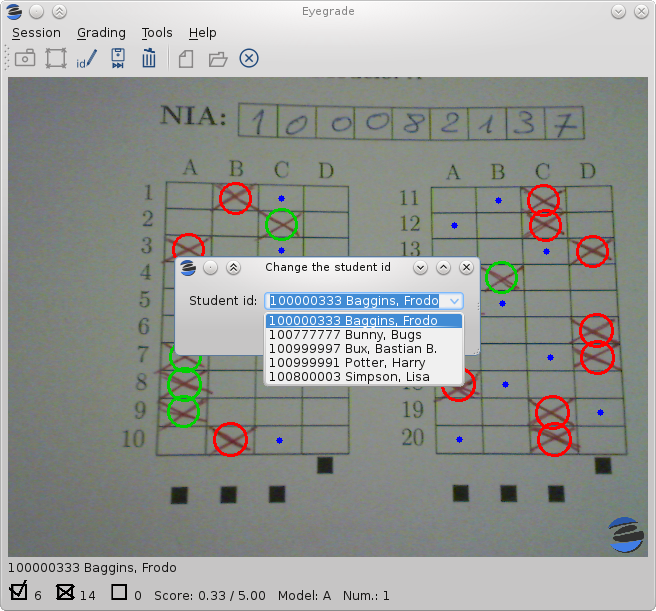 Eyegrade
Session Grading Tools Help
id
NIA: 1 0 0 0 8 2 1 3 7
A B C D
A B C D
1
2
3
4
5
6
7
8
9
10
11
12
13
19
20
Change the student id
Student id: 100000333 Baggins, Frodo
100000333 Baggins, Frodo
100777777 Bunny, Bugs
100999997 Bux, Bastian B.
100999991 Potter, Harry
100800003 Simpson, Lisa
100000333 Baggins, Frodo
6 14 0 Score: 0.33 / 5.00 Model: A Num.: 1